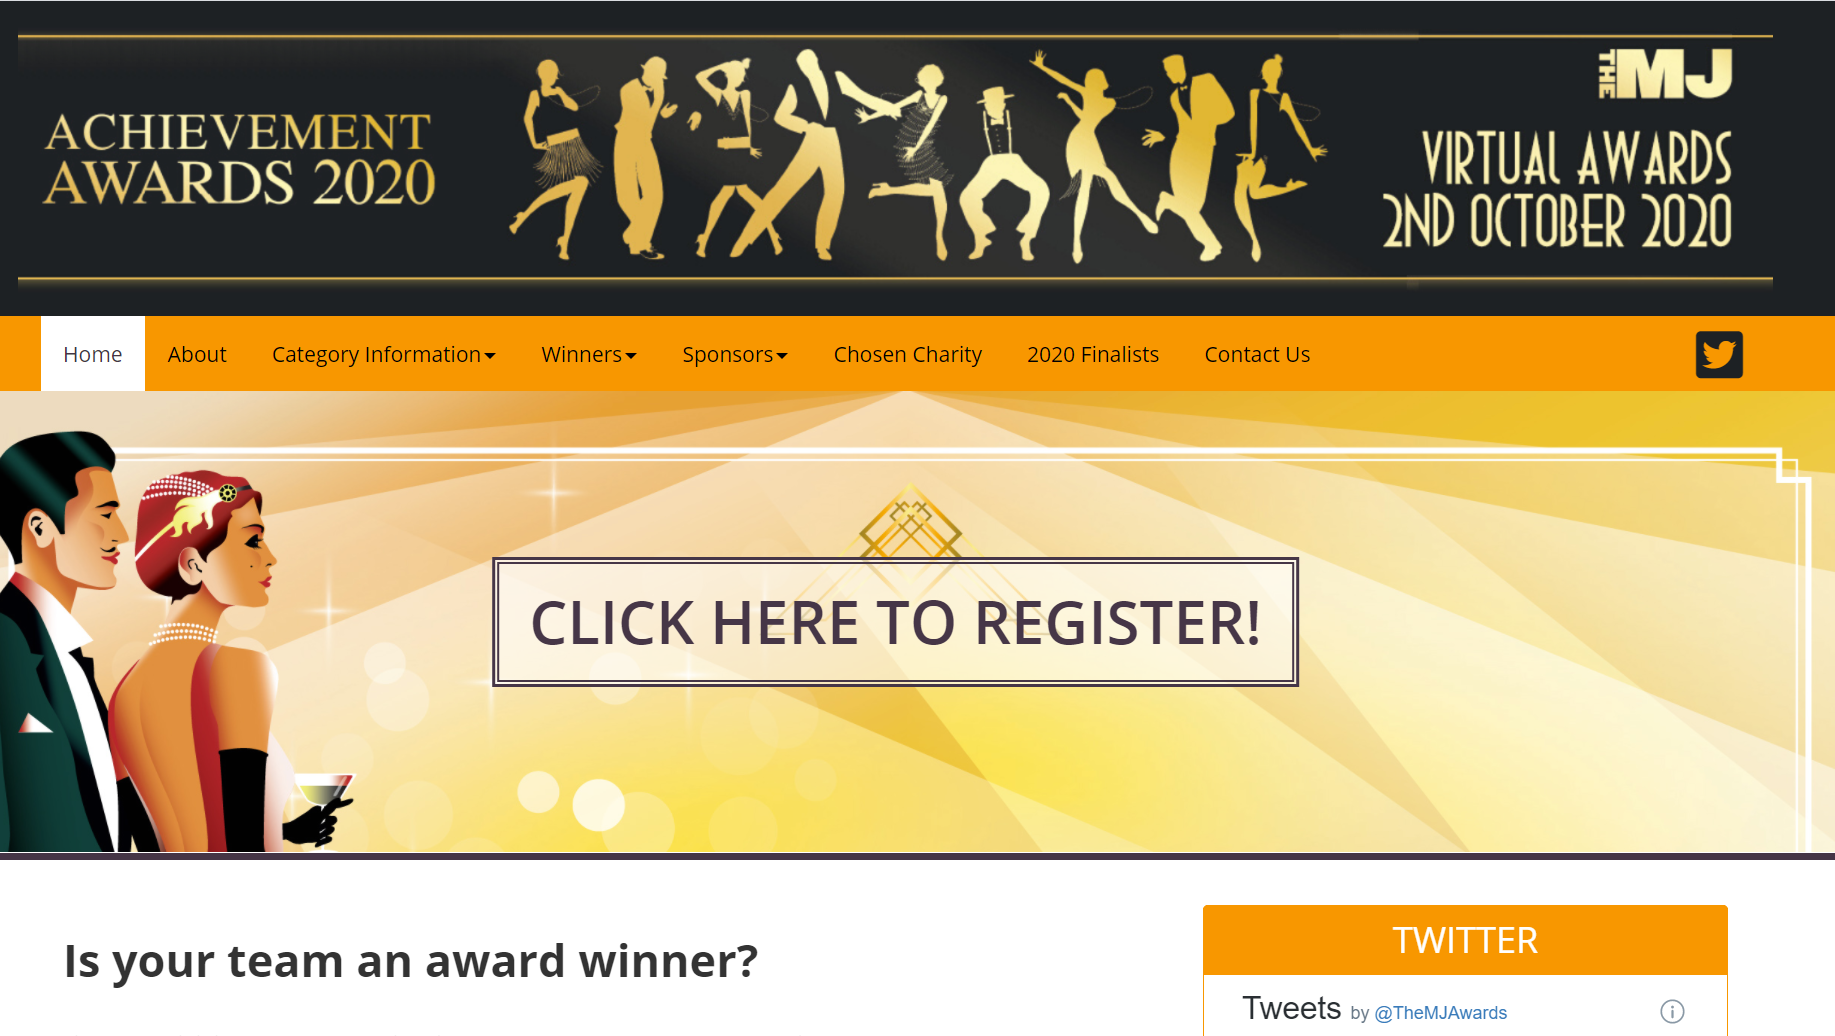 ACHIEVEMENT
AWARDS 2020
THE MJ
VIRTUAL AWARDS
2ND OCTOBER 2020
Home About Category Information Winners Sponsors Chosen Charity 2020 Finalists Contact Us
CLICK HERE TO REGISTER!
Is your team an award winner?
TWITTER
Tweets by @TheMJAwards